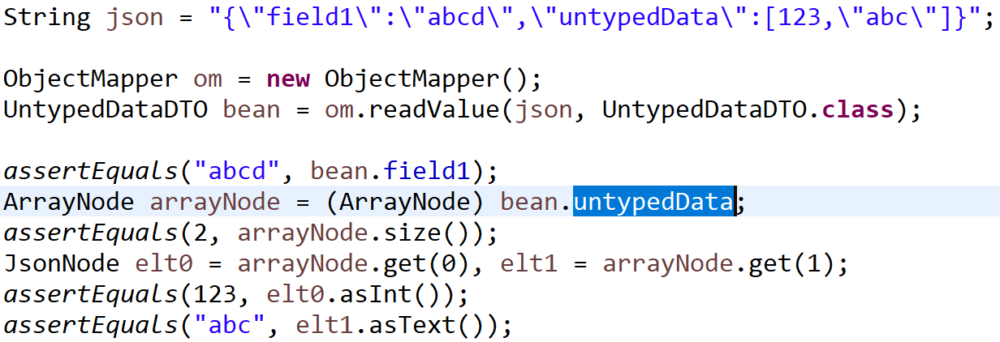 String json = "{\"field1\":\"abcd\",\"untypedData\":[123,\"abc\"]}";
ObjectMapper om = new ObjectMapper();
UntypedDataDTO bean = om.readValue(json, UntypedDataDTO.class);
assertEquals("abcd", bean.field1);
ArrayNode arrayNode = (ArrayNode) bean.untypedData;
assertEquals(2, arrayNode.size());
JsonNode elt0 = arrayNode.get(0), elt1 = arrayNode.get(1);
assertEquals(123, elt0.asInt());
assertEquals("abc", elt1.asText());